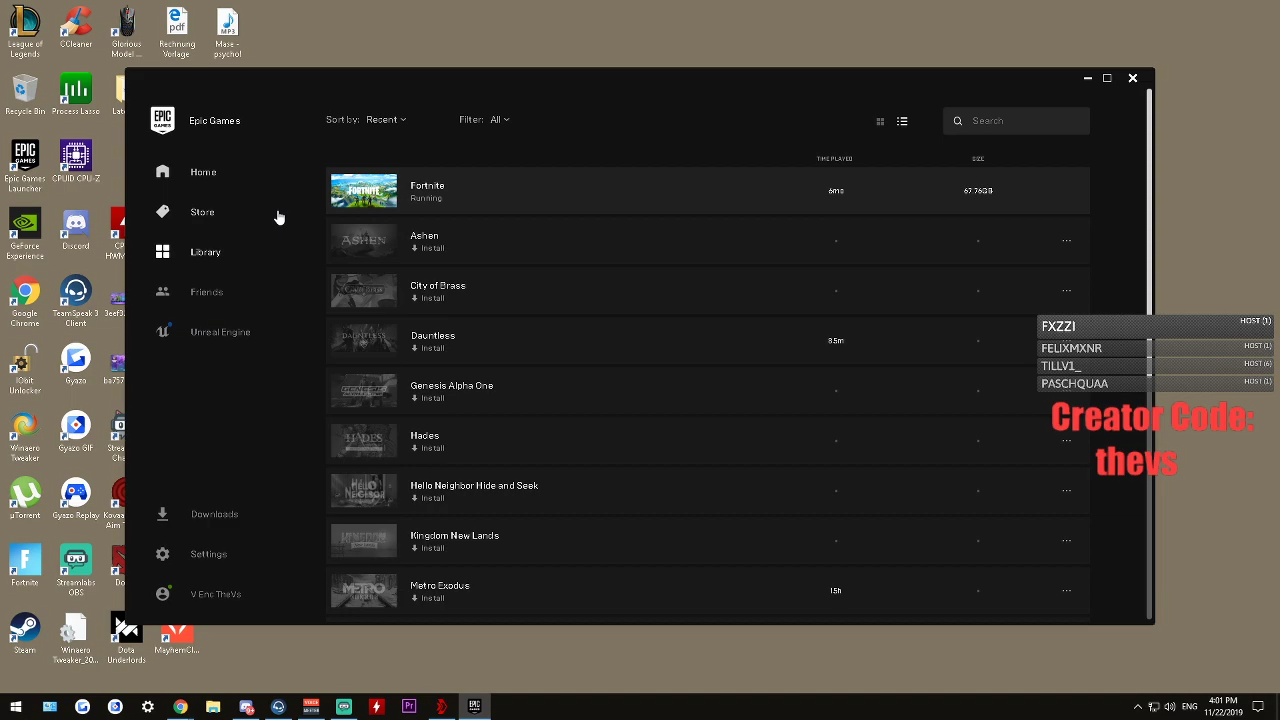 League of
Legends
CCleaner
Glorious
Model ...
Rechnung
Vorlage
Mase -
psychol
Recycle Bin
Process Lasso
Epic Games
Launcher
CPUID CPU-Z
GeForce
Experience
Discord
Google
Chrome
TeamSpeak 3
Client
IObit
Unlocker
Gyazo
Winaero
Tweaker
Gyazo GIF
µTorrent
Gyazo Replay
Fortnite
Streamlabs
OBS
Steam
Winaero
Tweaker_20...
Dota
Underlords
MayhemCl...
EPIC
GAMES
Epic Games
Home
Store
Library
Friends
Unreal Engine
Downloads
Settings
V Enc TheVs
Sort by: Recent
Filter: All
Search
TIME PLAYED
SIZE
Fortnite
Running
67.76GB
Ashen
Install
City of Brass
Install
Dauntless
Install
85m
Genesis Alpha One
Install
Hades
Install
Hello Neighbor Hide and Seek
Install
Kingdom New Lands
Install
Metro Exodus
Install
15h
FXZZI HOST (1)
FELIXMXNR HOST (1)
TILLV1_ HOST (6)
PASCHQUAA HOST (1)
Creator Code:
thevs
ENG
4:01 PM
11/22/2019